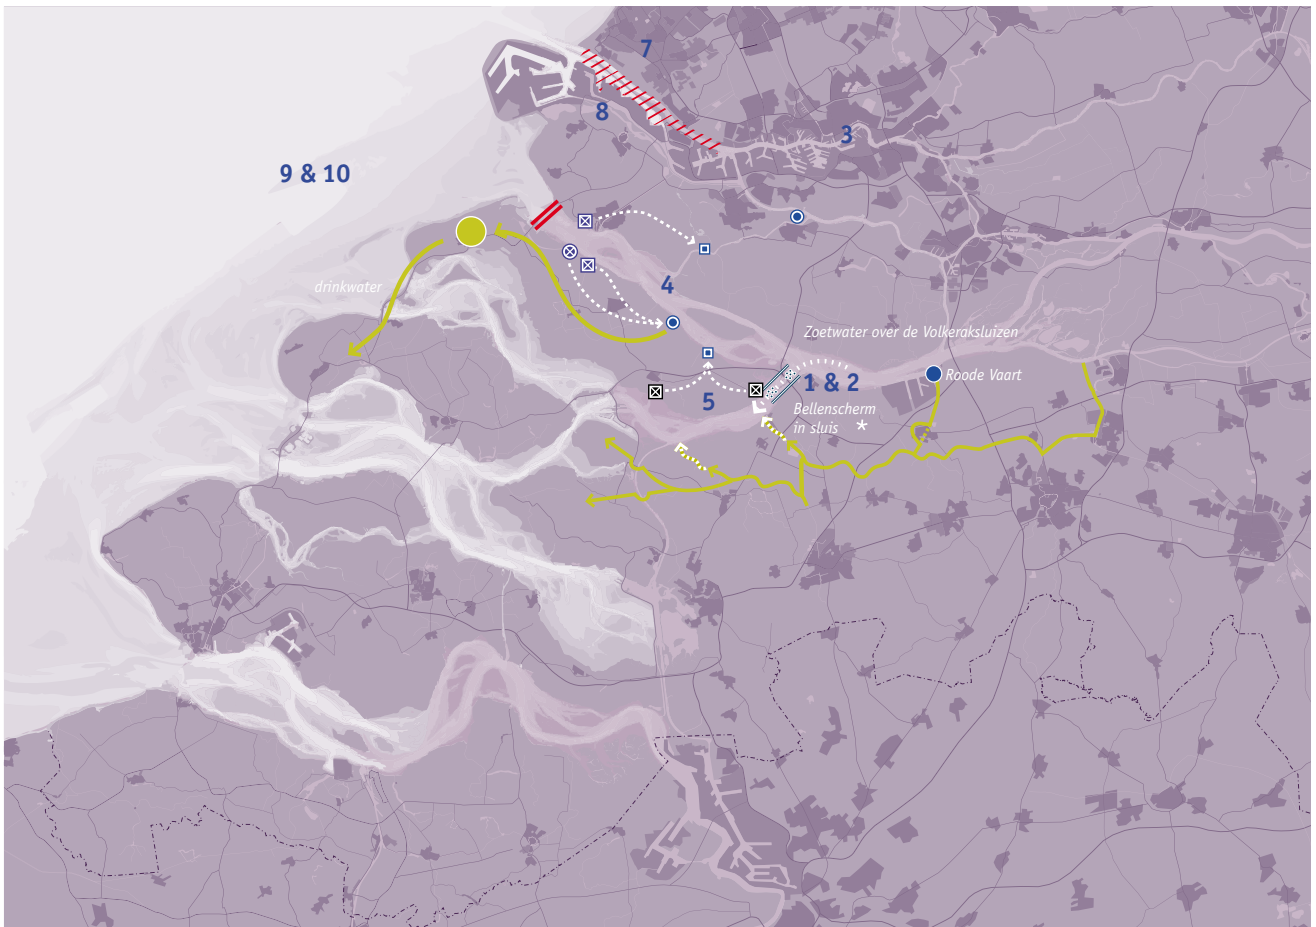 7
8
3
9 & 10
drinkwater
4
Zoetwater over de Volkeraksluizen
1 & 2
Roode Vaart
5
Bellenscherm
in sluis *